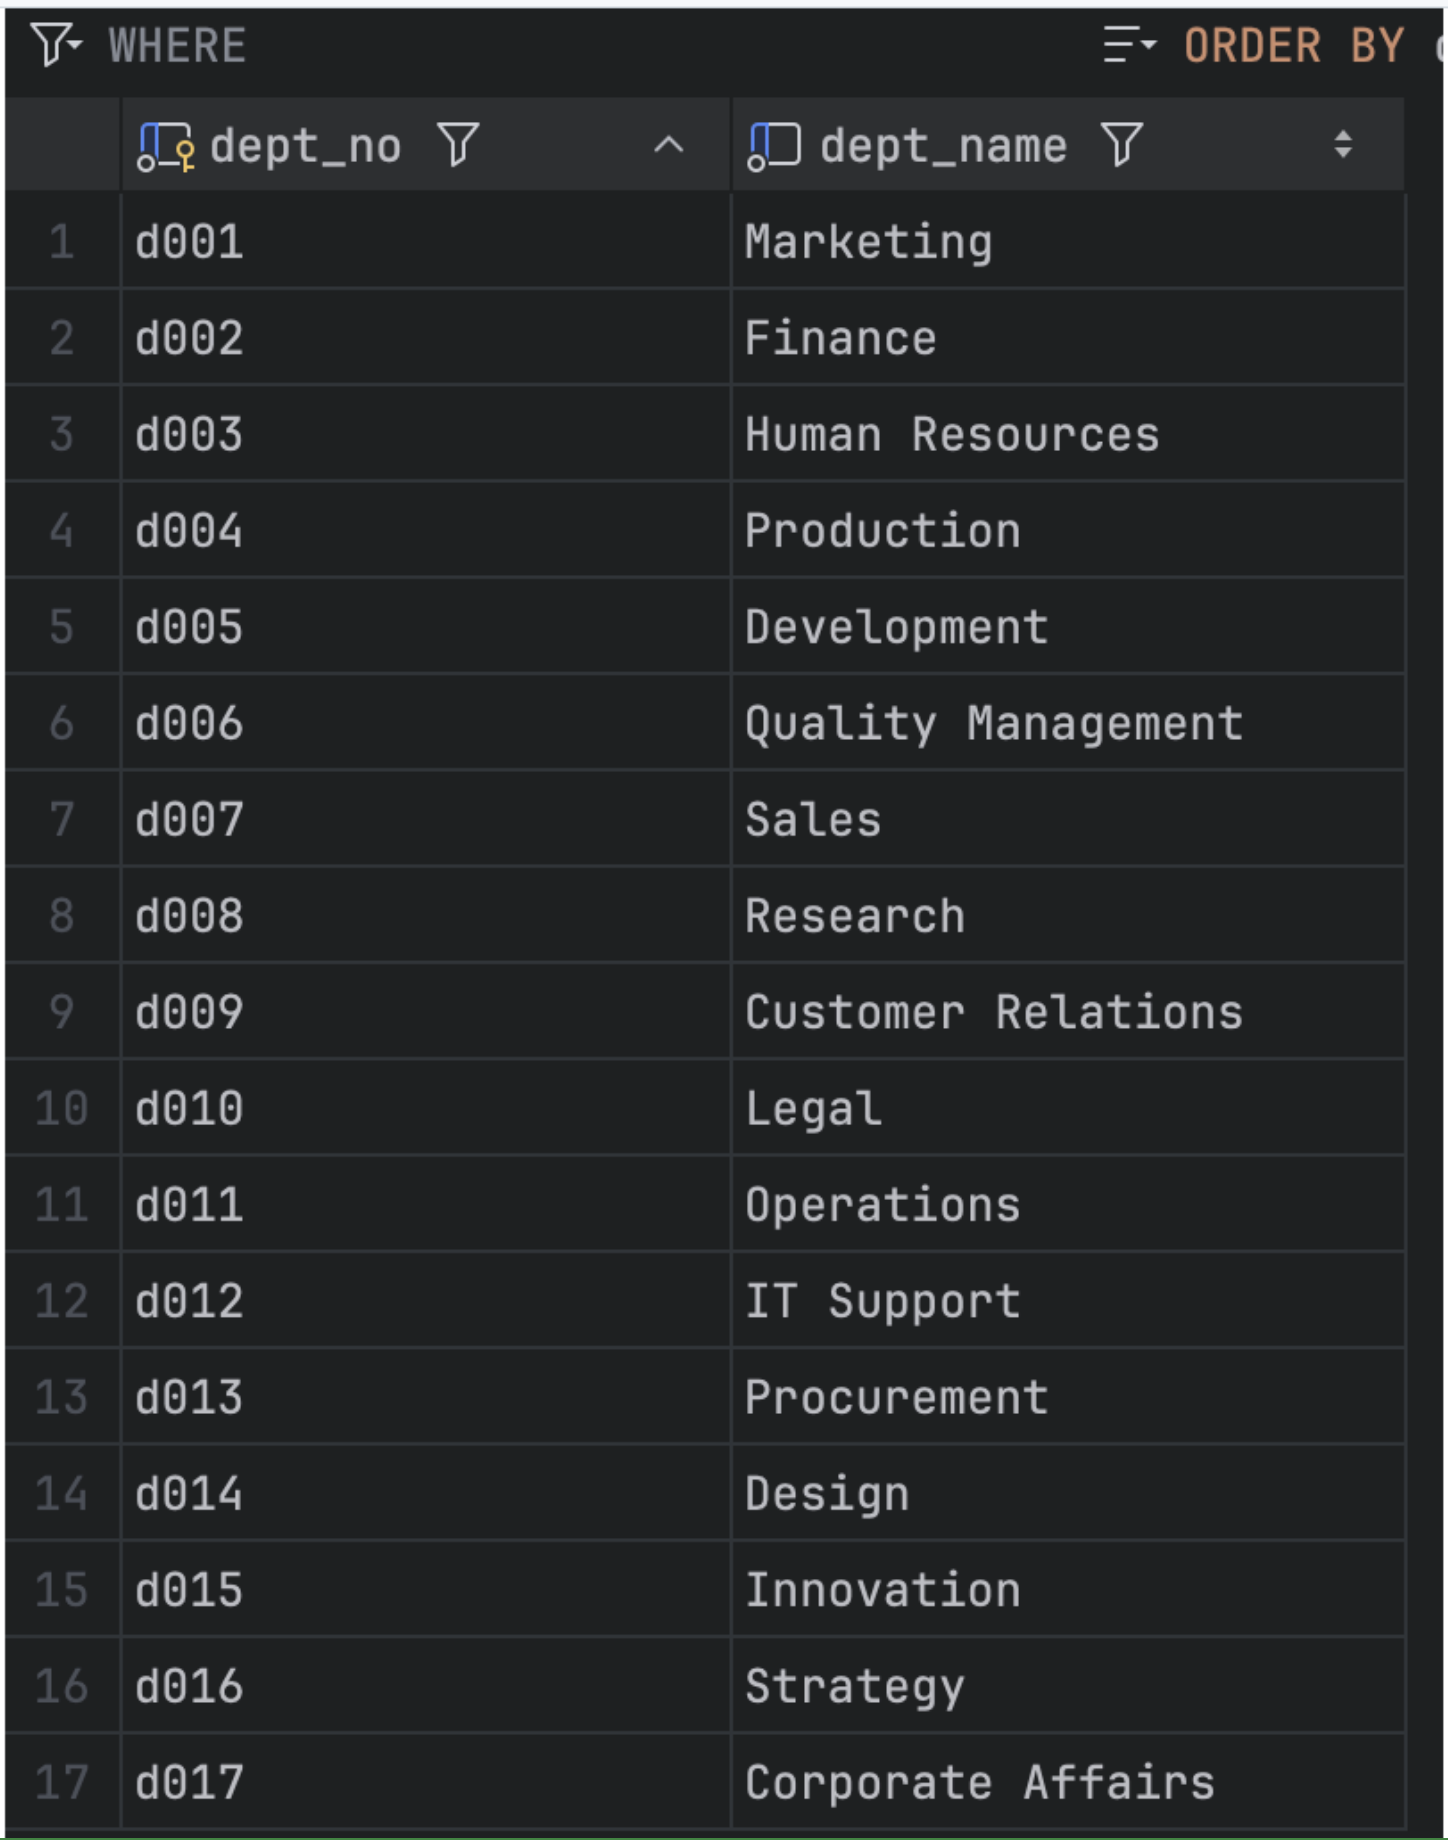 WHERE ORDER BY
dept_no dept_name
1 d001 Marketing
2 d002 Finance
3 d003 Human Resources
4 d004 Production
5 d005 Development
6 d006 Quality Management
7 d007 Sales
8 d008 Research
9 d009 Customer Relations
10 d010 Legal
11 d011 Operations
12 d012 IT Support
13 d013 Procurement
14 d014 Design
15 d015 Innovation
16 d016 Strategy
17 d017 Corporate Affairs